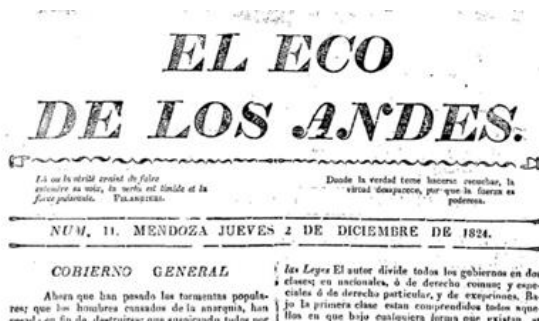 EL ECO
DE LOS ANDES.
Là ou la vérité craint de faire
entendre sa voix, la vertu est timide et la
force puissante. FILANGIERI.
Donde la verdad teme hacerse escuchar, la
virtud desaparece, por que la fuerza es
poderosa.
NUM. 11. MENDOZA JUEVES 2 DE DICIEMBRE DE 1824.
GOBIERNO GENERAL
Ahora que han pasado las tormentas popula-
res; que los hombres cansados de la anarquia, han
las Leyes El autor divide todos los gobiernos en dos
clases; en nacionales, ó de derecho comun; y espe-
ciales ó de derecho particular, y de excepciones. Ba-
jo la primera clase estan comprendidos todos aque-
llos en que bajo cualquiera forma que existan,